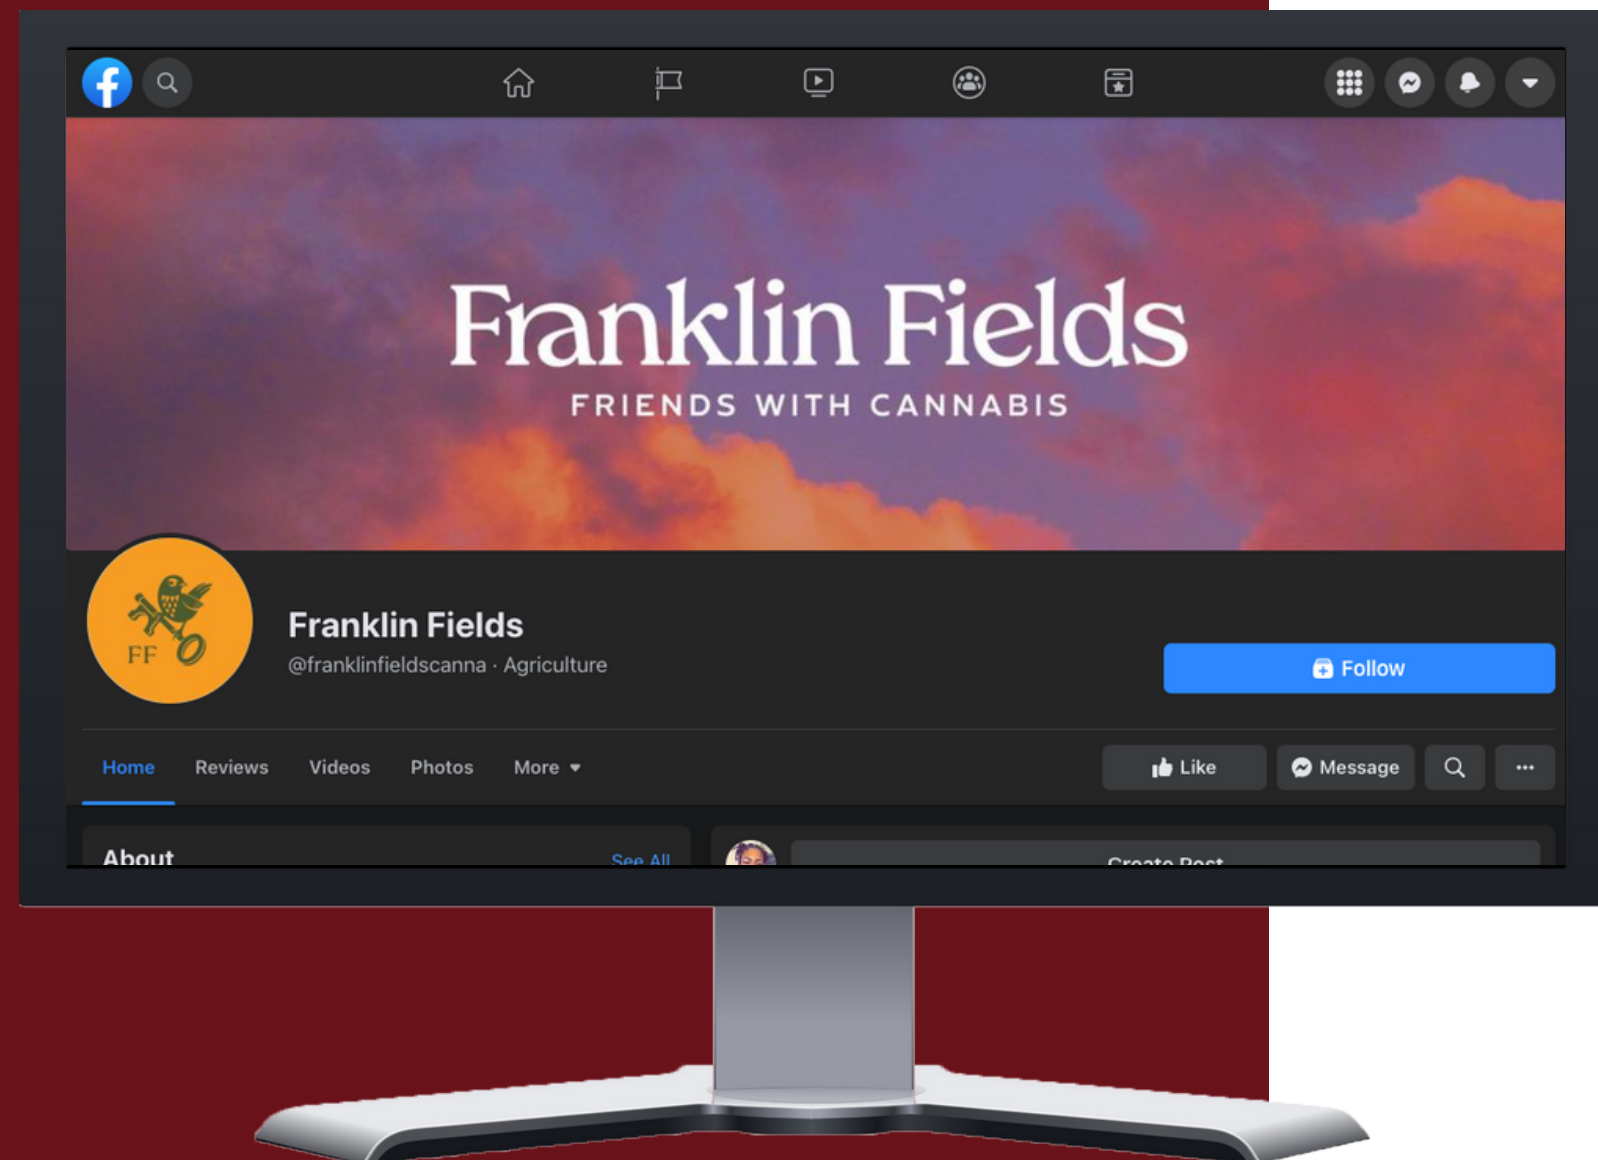 Franklin Fields
FRIENDS WITH CANNABIS
FF
Franklin Fields
@franklinfieldscanna · Agriculture
Follow
Home Reviews Videos Photos More
Like Message
About See All
Create Post